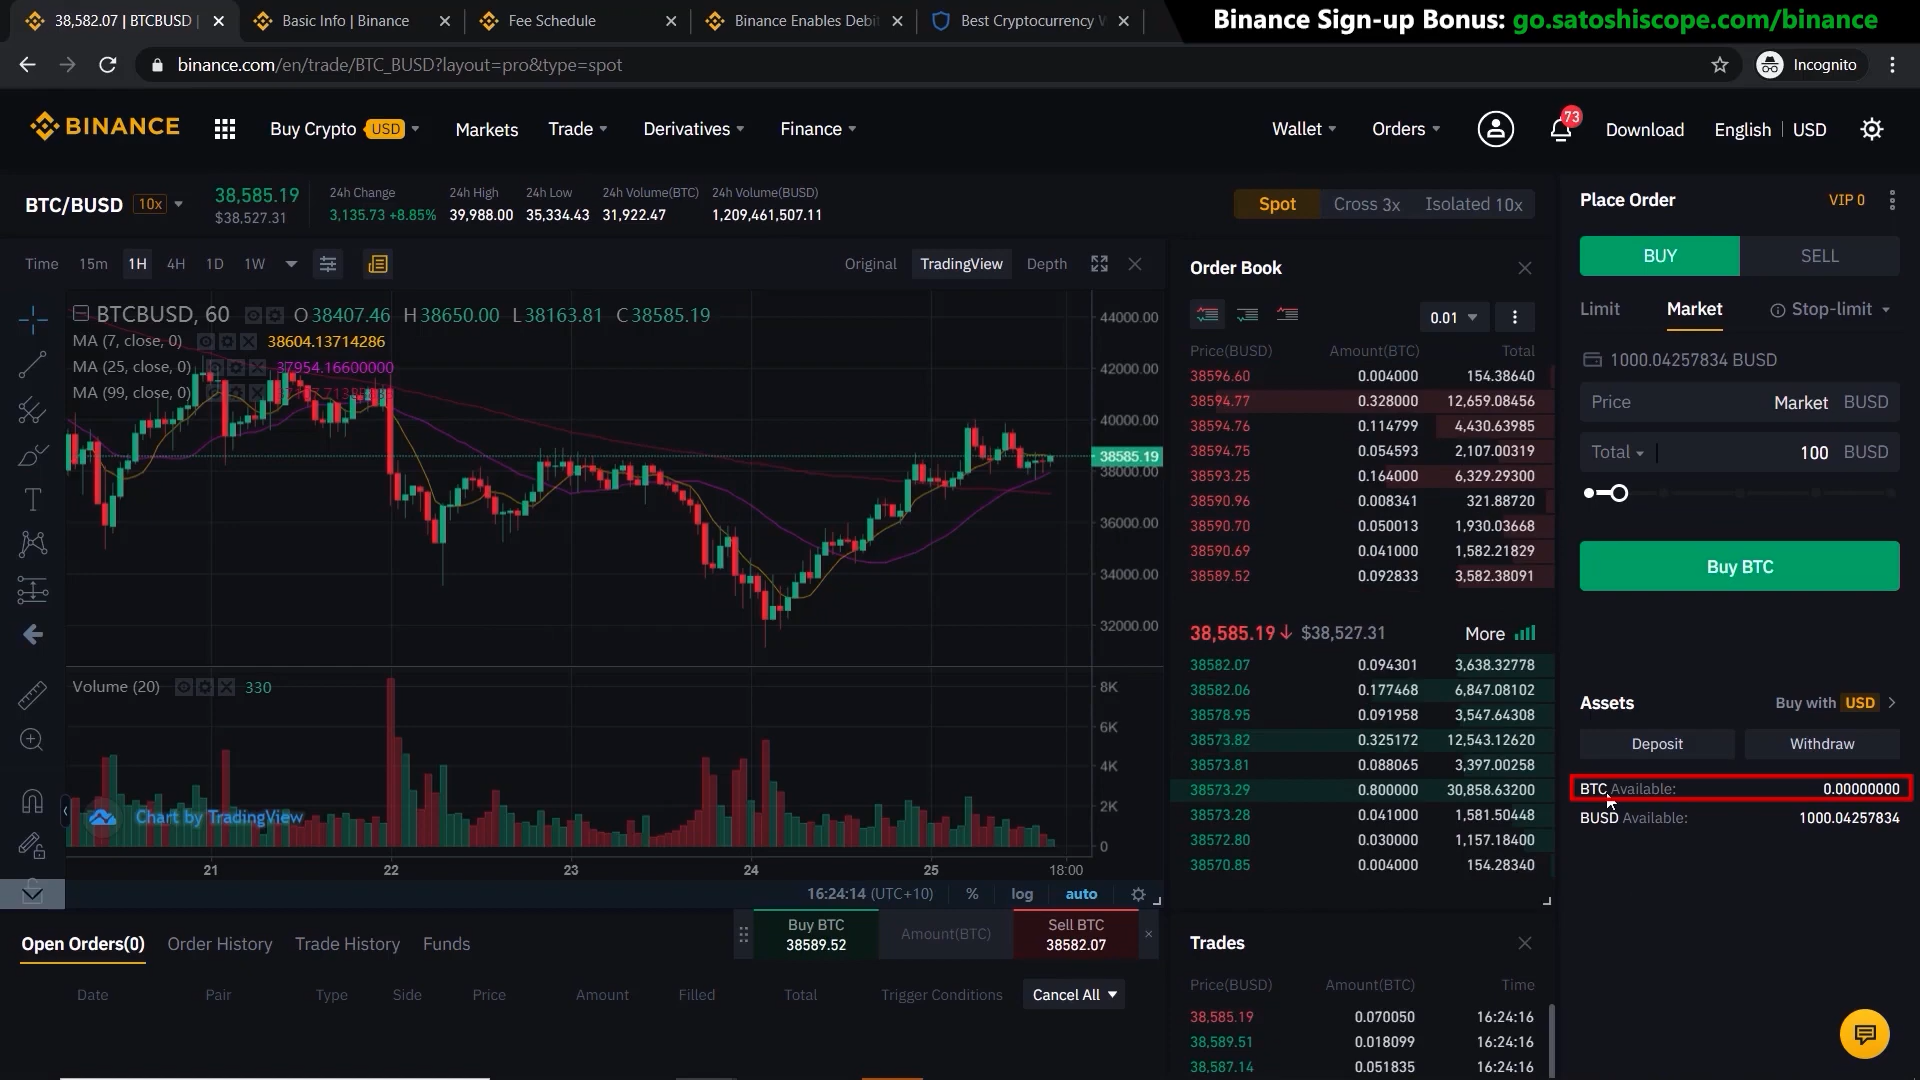 38,582.07 | BTCBUSD |
Basic Info | Binance
Fee Schedule
Binance Enables Debi
Best Cryptocurrency W
Binance Sign-up Bonus: go.satoshiscope.com/binance
binance.com/en/trade/BTC_BUSD?layout=pro&type=spot
Incognito
BINANCE
Buy Crypto USD
Markets
Trade
Derivatives
Finance
Wallet
Orders
73
Download
English
USD
BTC/BUSD 10x
38,585.19
$38,527.31
24h Change
3,135.73 +8.85%
24h High
39,988.00
24h Low
35,334.43
24h Volume(BTC)
31,922.47
24h Volume(BUSD)
1,209,461,507.11
Spot Cross 3x Isolated 10x
Time 15m 1H 4H 1D 1W
Original TradingView Depth
BTCBUSD, 60 O 38407.46 H 38650.00 L 38163.81 C 38585.19
MA (7, close, 0) 38604.13714286
MA (25, close, 0) 37954.16600000
MA (99, close, 0)
44000.00
42000.00
40000.00
38585.19
38000.00
36000.00
34000.00
32000.00
Volume (20) 330
8K
6K
4K
2K
0
Chart by TradingView
21 22 23 24 25 18:00
16:24:14 (UTC+10) % log auto
Order Book
0.01
Price(BUSD) Amount(BTC) Total
38596.60 0.004000 154.38640
38594.77 0.328000 12,659.08456
38594.76 0.114799 4,430.63985
38594.75 0.054593 2,107.00319
38593.25 0.164000 6,329.29300
38590.96 0.008341 321.88720
38590.70 0.050013 1,930.03668
38590.69 0.041000 1,582.21829
38589.52 0.092833 3,582.38091
38,585.19 $38,527.31 More
38582.07 0.094301 3,638.32778
38582.06 0.177468 6,847.08102
38578.95 0.091958 3,547.64308
38573.82 0.325172 12,543.12620
38573.81 0.088065 3,397.00258
38573.29 0.800000 30,858.63200
38573.28 0.041000 1,581.50448
38572.80 0.030000 1,157.18400
38570.85 0.004000 154.28340
Trades
Price(BUSD) Amount(BTC) Time
38,585.19 0.070050 16:24:16
38,589.51 0.018099 16:24:16
38,587.14 0.051835 16:24:16
Place Order VIP 0
BUY SELL
Limit Market Stop-limit
1000.04257834 BUSD
Price Market BUSD
Total 100 BUSD
Buy BTC
Assets Buy with USD
Deposit Withdraw
BTC Available: 0.00000000
BUSD Available: 1000.04257834
Open Orders(0) Order History Trade History Funds
Buy BTC
38589.52
Amount(BTC)
Sell BTC
38582.07
Date Pair Type Side Price Amount Filled Total Trigger Conditions Cancel All